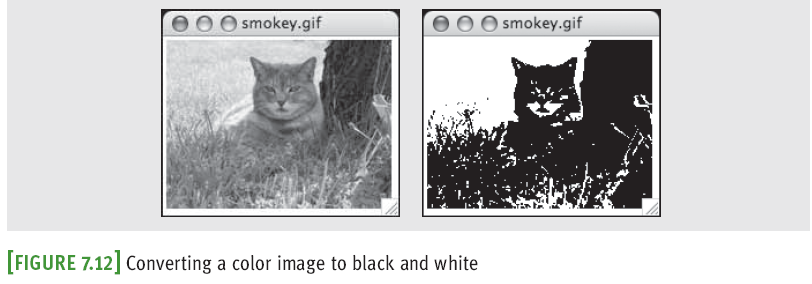 smokey.gif
smokey.gif
[FIGURE 7.12] Converting a color image to black and white